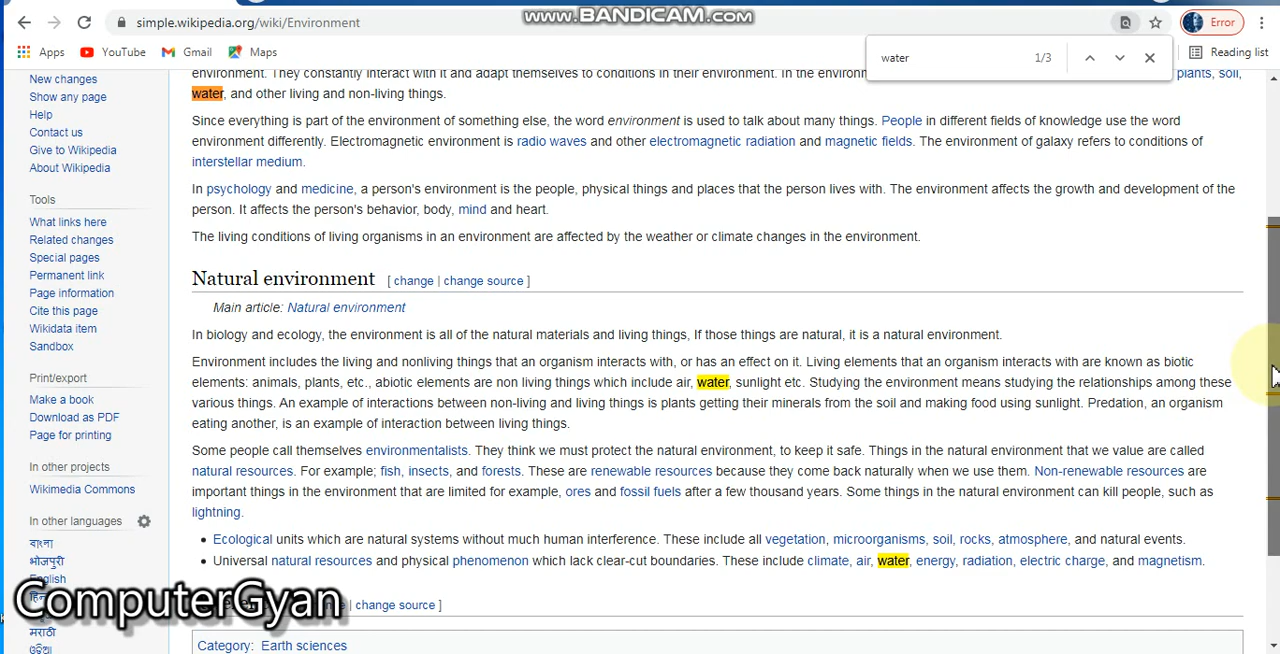 simple.wikipedia.org/wiki/Environment
www.BANDICAM.com
Error
Apps
YouTube
Gmail
Maps
water
1/3
Reading list
New changes
Show any page
Help
Contact us
Give to Wikipedia
About Wikipedia
Tools
What links here
Related changes
Special pages
Permanent link
Page information
Cite this page
Wikidata item
Sandbox
Print/export
Make a book
Download as PDF
Page for printing
In other projects
Wikimedia Commons
In other languages
বাংলা
भोजपुरी
English
मराठी
ଓଡ଼ିଆ
environment. They constantly interact with it and adapt themselves to conditions in their environment. In the environ plants, soil,
water, and other living and non-living things.
Since everything is part of the environment of something else, the word environment is used to talk about many things. People in different fields of knowledge use the word
environment differently. Electromagnetic environment is radio waves and other electromagnetic radiation and magnetic fields. The environment of galaxy refers to conditions of
interstellar medium.
In psychology and medicine, a person's environment is the people, physical things and places that the person lives with. The environment affects the growth and development of the
person. It affects the person's behavior, body, mind and heart.
The living conditions of living organisms in an environment are affected by the weather or climate changes in the environment.
Natural environment [ change | change source ]
Main article: Natural environment
In biology and ecology, the environment is all of the natural materials and living things, If those things are natural, it is a natural environment.
Environment includes the living and nonliving things that an organism interacts with, or has an effect on it. Living elements that an organism interacts with are known as biotic
elements: animals, plants, etc., abiotic elements are non living things which include air, water, sunlight etc. Studying the environment means studying the relationships among these
various things. An example of interactions between non-living and living things is plants getting their minerals from the soil and making food using sunlight. Predation, an organism
eating another, is an example of interaction between living things.
Some people call themselves environmentalists. They think we must protect the natural environment, to keep it safe. Things in the natural environment that we value are called
natural resources. For example; fish, insects, and forests. These are renewable resources because they come back naturally when we use them. Non-renewable resources are
important things in the environment that are limited for example, ores and fossil fuels after a few thousand years. Some things in the natural environment can kill people, such as
lightning.
• Ecological units which are natural systems without much human interference. These include all vegetation, microorganisms, soil, rocks, atmosphere, and natural events.
• Universal natural resources and physical phenomenon which lack clear-cut boundaries. These include climate, air, water, energy, radiation, electric charge, and magnetism.
ComputerGyan
| change source ]
Category: Earth sciences